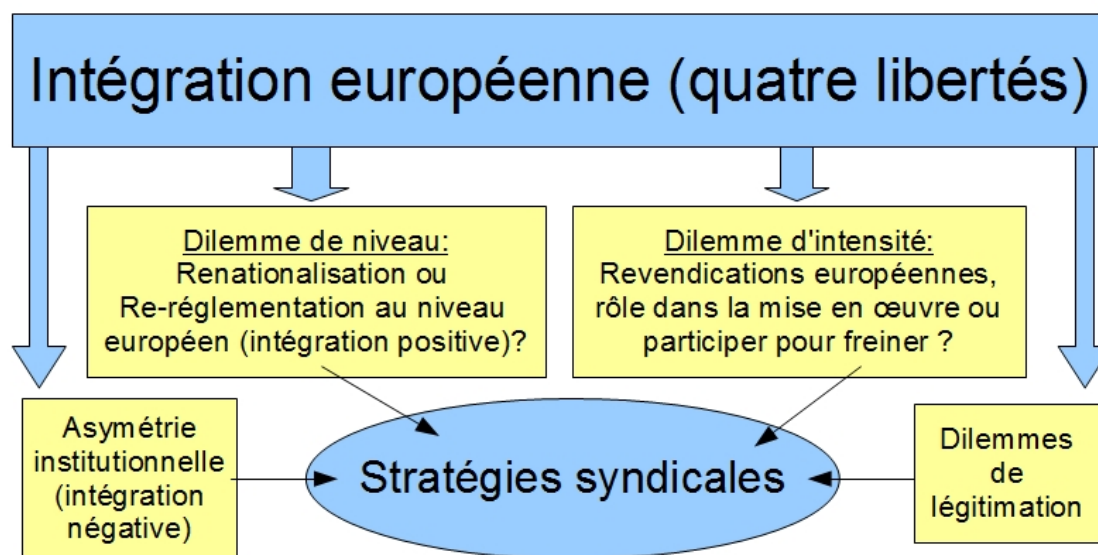 Intégration européenne (quatre libertés)
Dilemme de niveau:
Renationalisation ou
Re-réglementation au niveau
européen (intégration positive)?
Dilemme d'intensité:
Revendications européennes,
rôle dans la mise en œuvre ou
participer pour freiner ?
Asymétrie
institutionnelle
(intégration
négative)
Stratégies syndicales
Dilemmes
de
légitimation